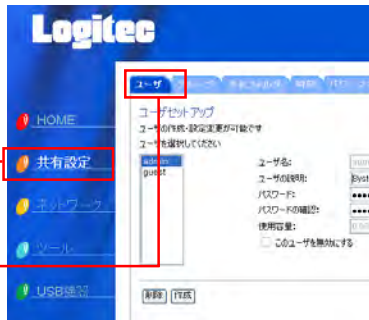 Logitec
ユーザ
HOME
共有設定
ネットワーク
ツール
ユーザセットアップ
ユーザの作成・設定変更が可能です
ユーザを選択してください
admin
guest
ユーザ名:
ユーザの説明:
パスワード:
パスワードの確認:
使用容量:
このユーザを無効にする
削除 作成
USB